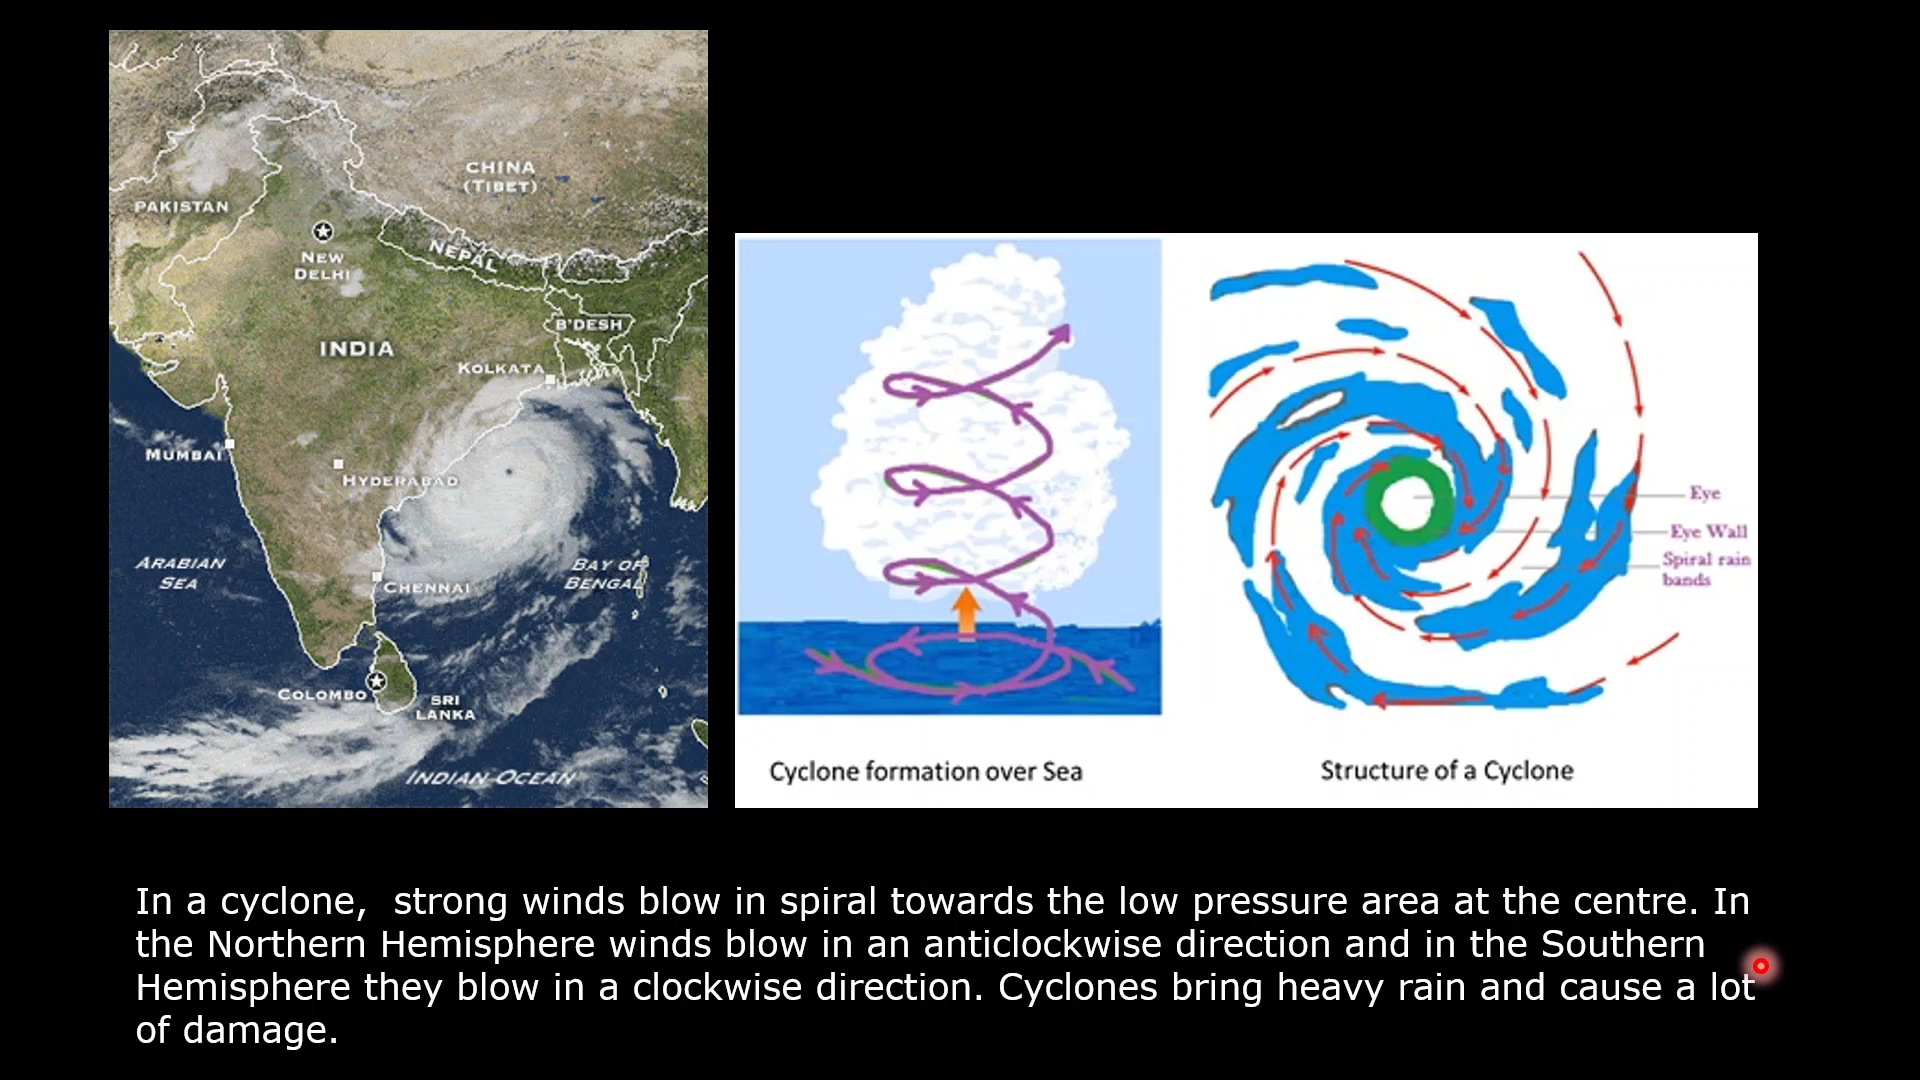 CHINA
(TIBET)
PAKISTAN
NEW
DELHI
NEPAL
B'DESH
INDIA
KOLKATA
MUMBAI
HYDERABAD
ARABIAN
SEA
BAY OF
BENGAL
CHENNAI
COLOMBO
SRI
LANKA
INDIAN OCEAN
Eye
Eye Wall
Spiral rain
bands
Cyclone formation over Sea
Structure of a Cyclone
In a cyclone,  strong winds blow in spiral towards the low pressure area at the centre. In
the Northern Hemisphere winds blow in an anticlockwise direction and in the Southern
Hemisphere they blow in a clockwise direction. Cyclones bring heavy rain and cause a lot
of damage.